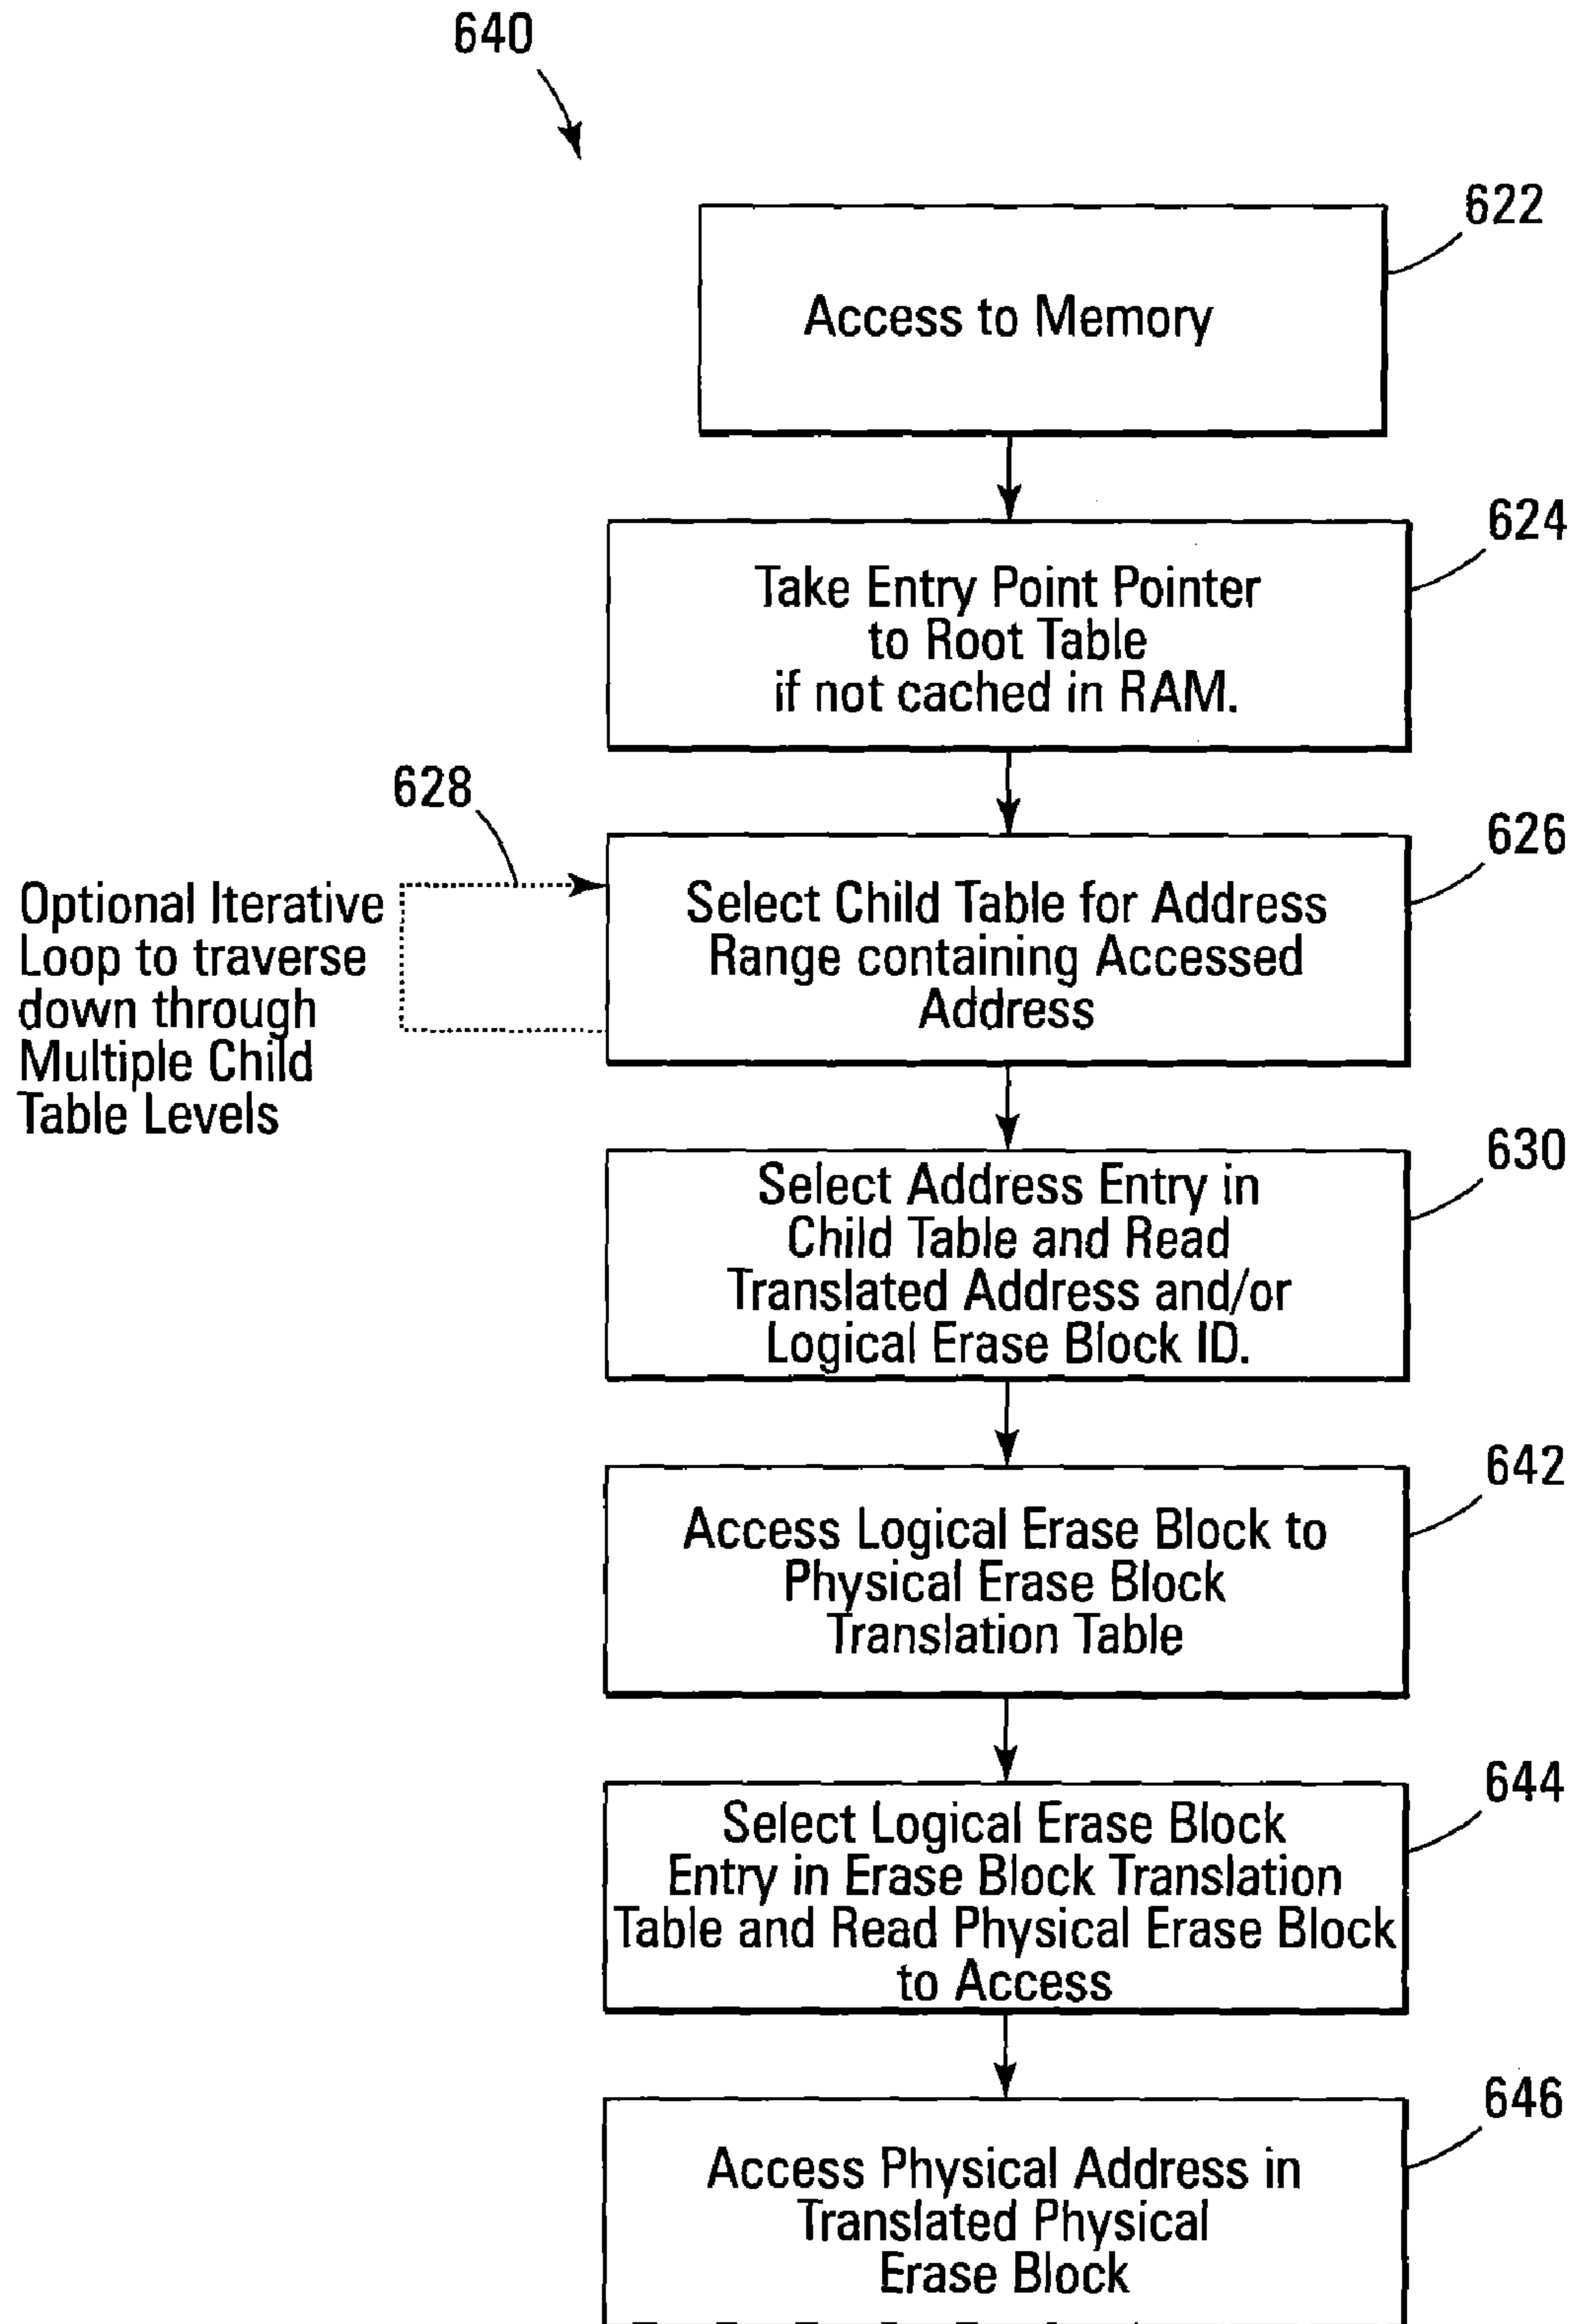 640
622
Access to Memory
624
Take Entry Point Pointer
to Root Table
if not cached in RAM.
628
626
Optional Iterative
Loop to traverse
down through
Multiple Child
Table Levels
Select Child Table for Address
Range containing Accessed
Address
630
Select Address Entry in
Child Table and Read
Translated Address and/or
Logical Erase Block ID.
642
Access Logical Erase Block to
Physical Erase Block
Translation Table
644
Select Logical Erase Block
Entry in Erase Block Translation
Table and Read Physical Erase Block
to Access
646
Access Physical Address in
Translated Physical
Erase Block